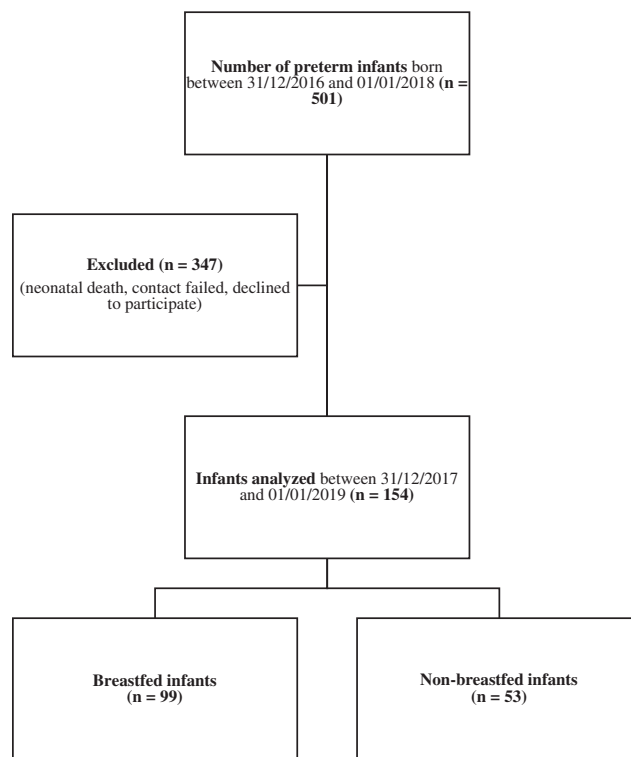 Number of preterm infants born
between 31/12/2016 and 01/01/2018 (n =
501)
Excluded (n = 347)
(neonatal death, contact failed, declined
to participate)
Infants analyzed between 31/12/2017
and 01/01/2019 (n = 154)
Breastfed infants
(n = 99)
Non-breastfed infants
(n = 53)